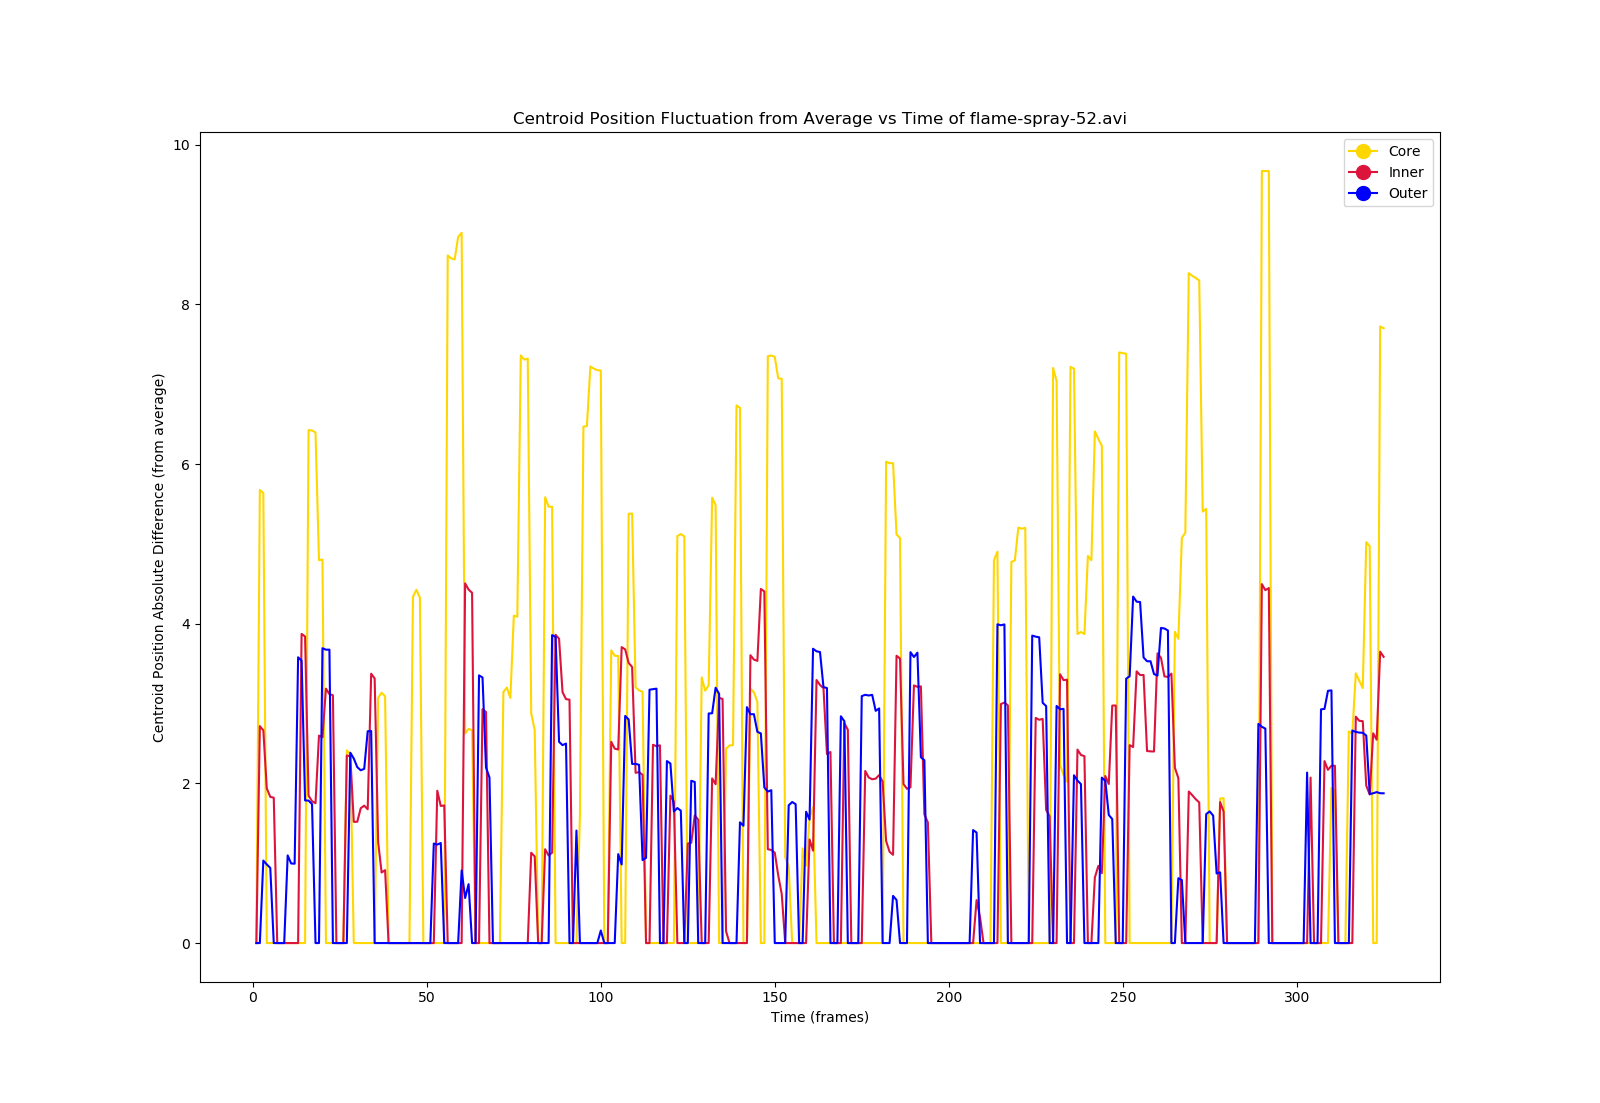 Centroid Position Fluctuation from Average vs Time of flame-spray-52.avi
Core
Inner
Outer
Centroid Position Absolute Difference (from average)
10
8
6
4
2
0
0 50 100 150 200 250 300
Time (frames)